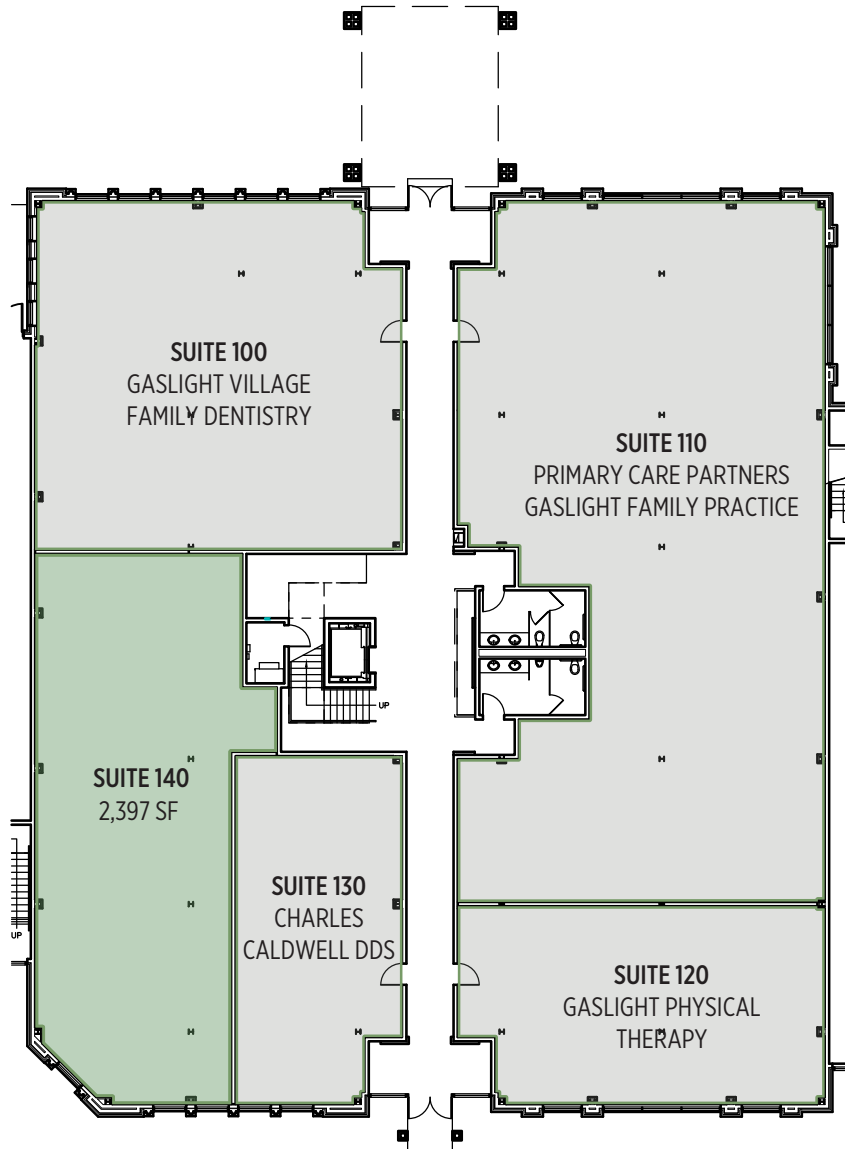 SUITE 100
GASLIGHT VILLAGE
FAMILY DENTISTRY
SUITE 110
PRIMARY CARE PARTNERS
GASLIGHT FAMILY PRACTICE
UP
SUITE 140
2,397 SF
SUITE 130
CHARLES
CALDWELL DDS
UP
SUITE 120
GASLIGHT PHYSICAL
THERAPY